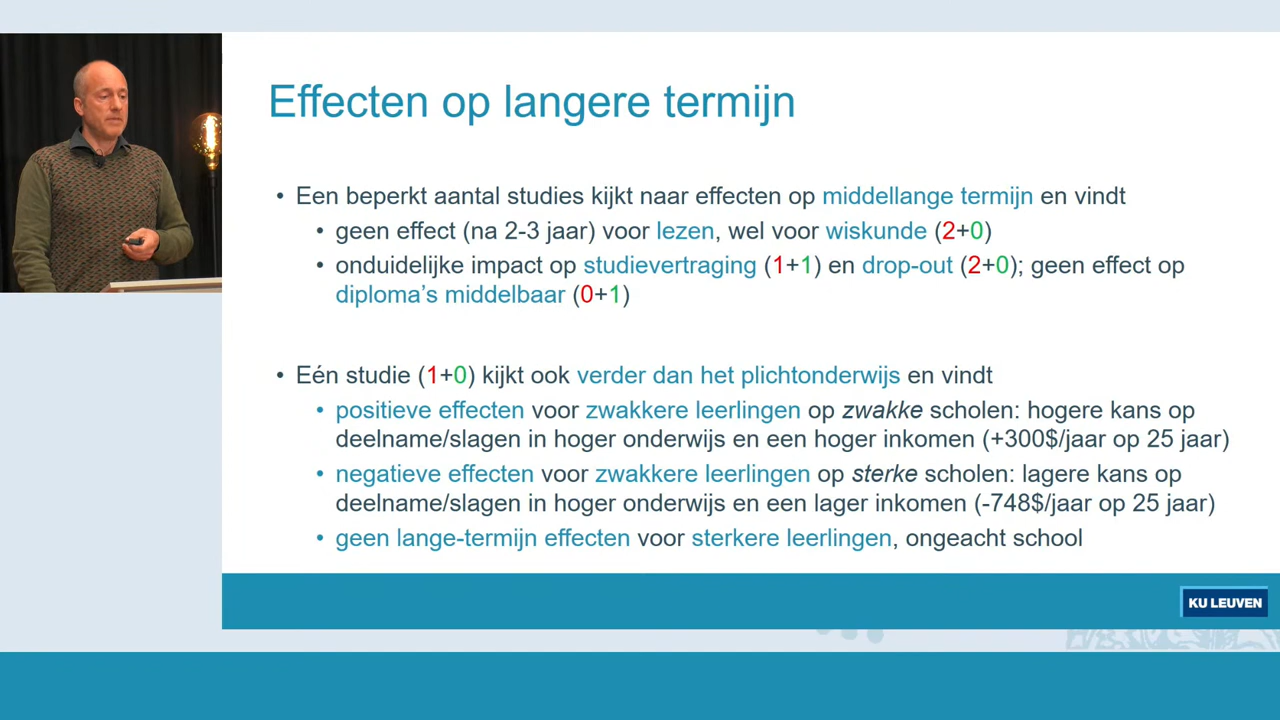 Effecten op langere termijn
• Een beperkt aantal studies kijkt naar effecten op middellange termijn en vindt
• geen effect (na 2-3 jaar) voor lezen, wel voor wiskunde (2+0)
• onduidelijke impact op studievertraging (1+1) en drop-out (2+0); geen effect op
diploma's middelbaar (0+1)
• Eén studie (1+0) kijkt ook verder dan het plichtonderwijs en vindt
• positieve effecten voor zwakkere leerlingen op zwakke scholen: hogere kans op
deelname/slagen in hoger onderwijs en een hoger inkomen (+300$/jaar op 25 jaar)
• negatieve effecten voor zwakkere leerlingen op sterke scholen: lagere kans op
deelname/slagen in hoger onderwijs en een lager inkomen (-748$/jaar op 25 jaar)
• geen lange-termijn effecten voor sterkere leerlingen, ongeacht school
KU LEUVEN